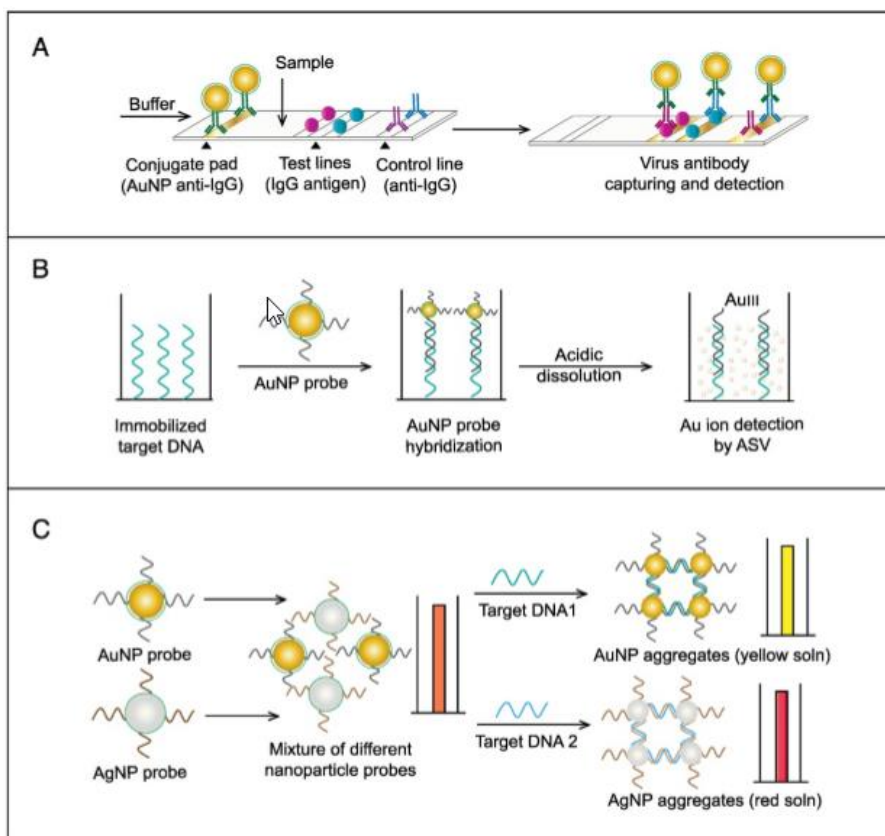 A
Sample
Buffer
Conjugate pad
(AuNP anti-IgG)
Test lines
(IgG antigen)
Control line
(anti-IgG)
Virus antibody
capturing and detection
B
AuNP probe
Acidic
dissolution
AuIII
Immobilized
target DNA
AuNP probe
hybridization
Au ion detection
by ASV
C
AuNP probe
AgNP probe
Mixture of different
nanoparticle probes
Target DNA1
AuNP aggregates (yellow soln)
Target DNA 2
AgNP aggregates (red soln)